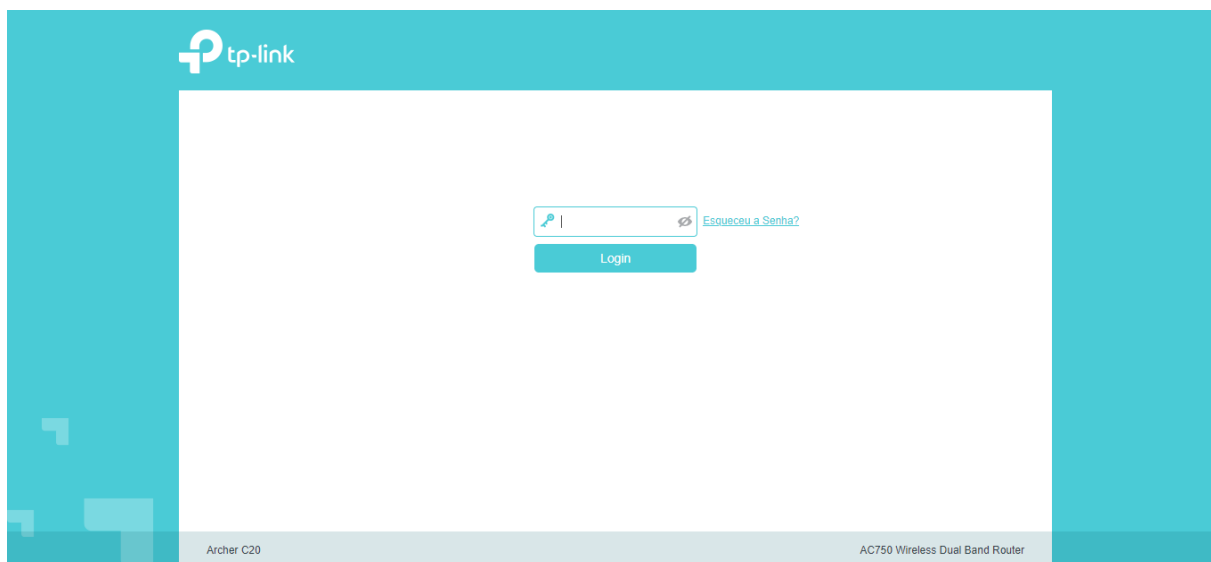 tp-link
Esqueceu a Senha?
Login
Archer C20
AC750 Wireless Dual Band Router